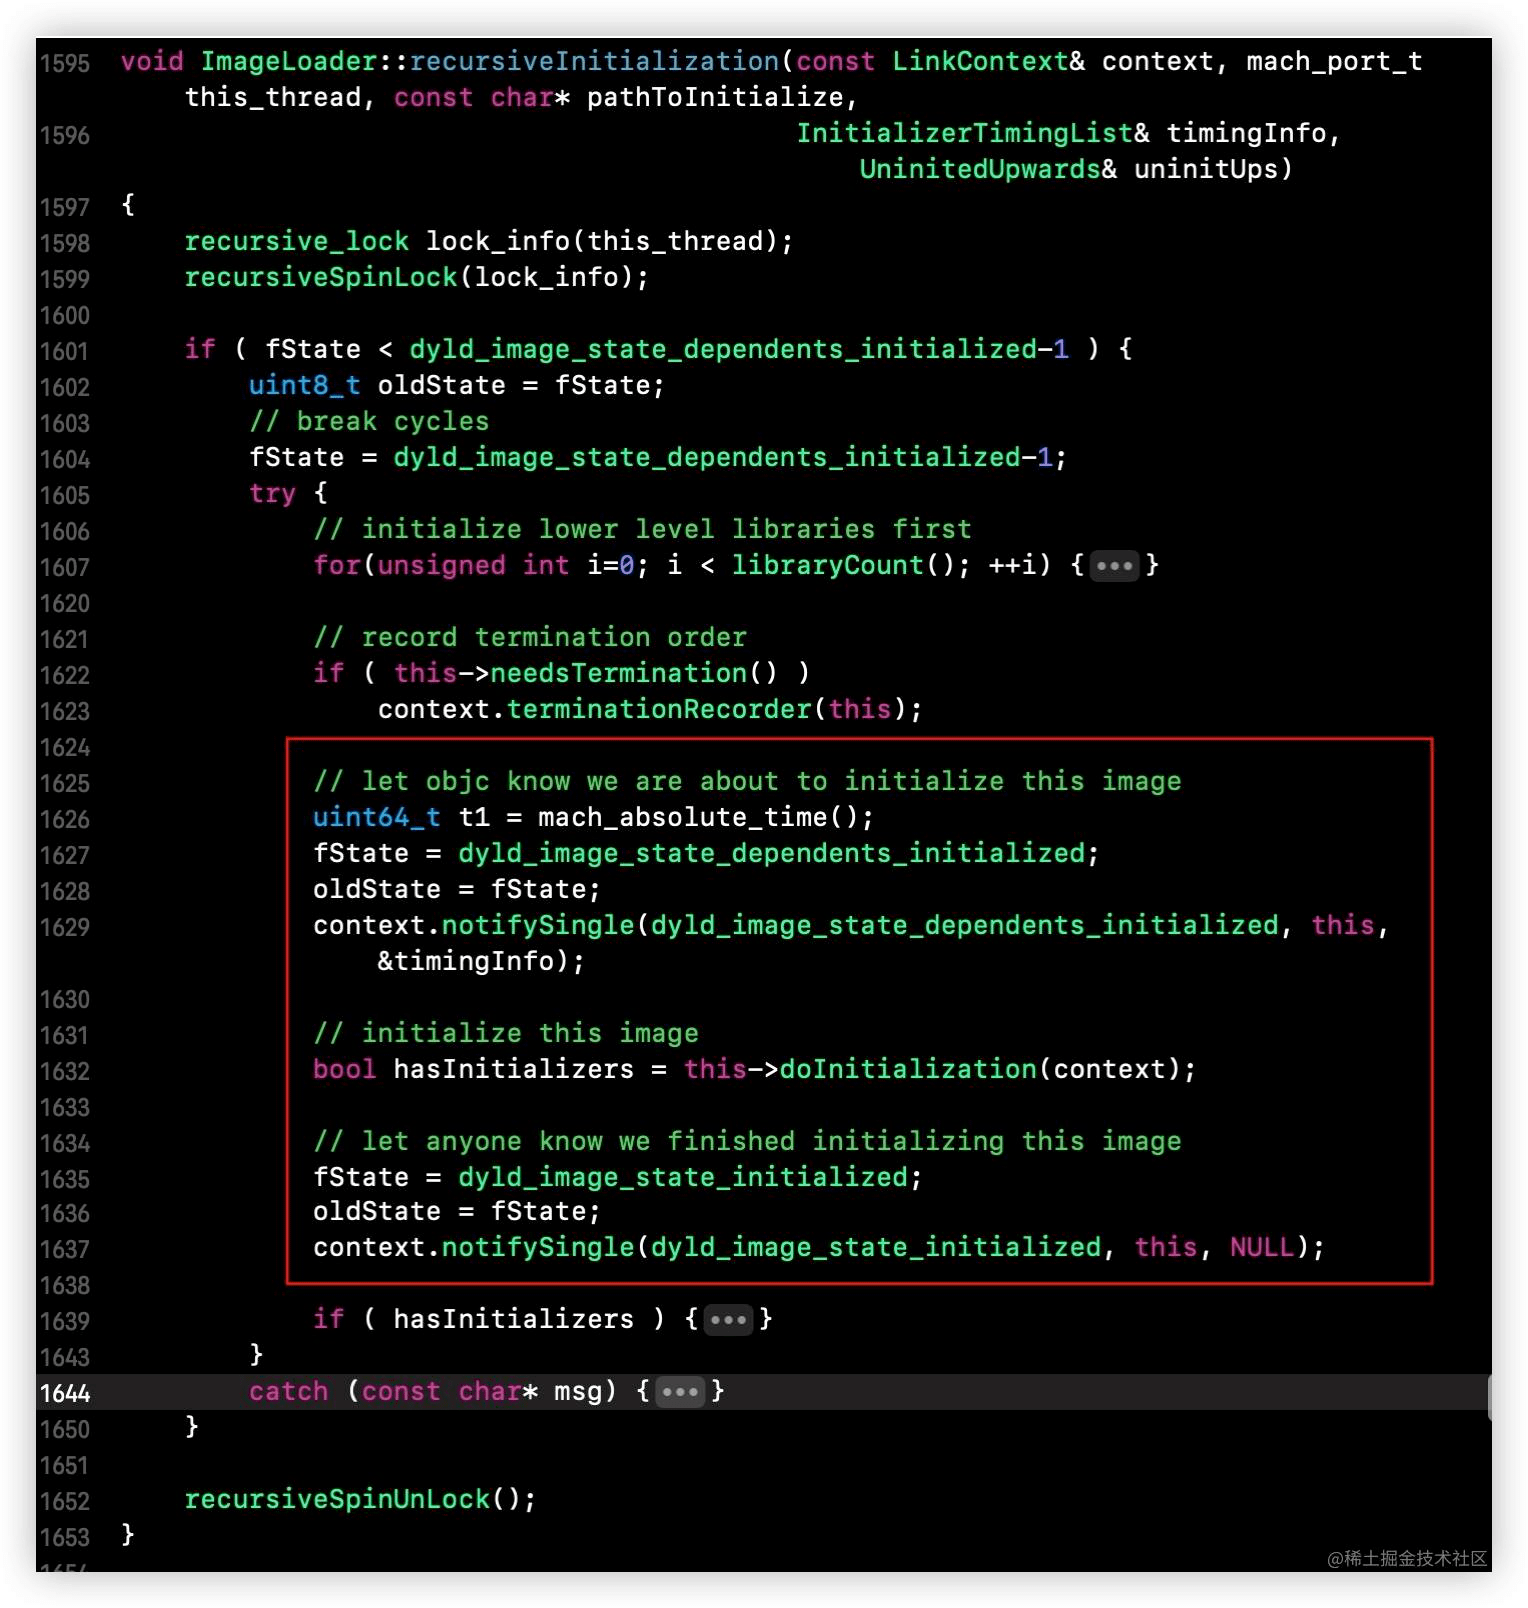 1595 void ImageLoader::recursiveInitialization(const LinkContext& context, mach_port_t
this_thread, const char* pathToInitialize,
1596 InitializerTimingList& timingInfo,
UninitedUpwards& uninitUps)
1597 {
1598 recursive_lock lock_info(this_thread);
1599 recursiveSpinLock(lock_info);
1600
1601 if ( fState < dyld_image_state_dependents_initialized-1 ) {
1602 uint8_t oldState = fState;
1603 // break cycles
1604 fState = dyld_image_state_dependents_initialized-1;
1605 try {
1606 // initialize lower level libraries first
1607 for(unsigned int i=0; i < libraryCount(); ++i) {•••}
1620
1621 // record termination order
1622 if ( this->needsTermination() )
1623 context.terminationRecorder(this);
1624
1625 // let objc know we are about to initialize this image
1626 uint64_t t1 = mach_absolute_time();
1627 fState = dyld_image_state_dependents_initialized;
1628 oldState = fState;
1629 context.notifySingle(dyld_image_state_dependents_initialized, this,
&timingInfo);
1630
1631 // initialize this image
1632 bool hasInitializers = this->doInitialization(context);
1633
1634 // let anyone know we finished initializing this image
1635 fState = dyld_image_state_initialized;
1636 oldState = fState;
1637 context.notifySingle(dyld_image_state_initialized, this, NULL);
1638
1639 if ( hasInitializers ) {•••}
1643 }
1644 catch (const char* msg) {•••}
1650 }
1651
1652 recursiveSpinUnLock();
1653 }
@稀土掘金技术社区